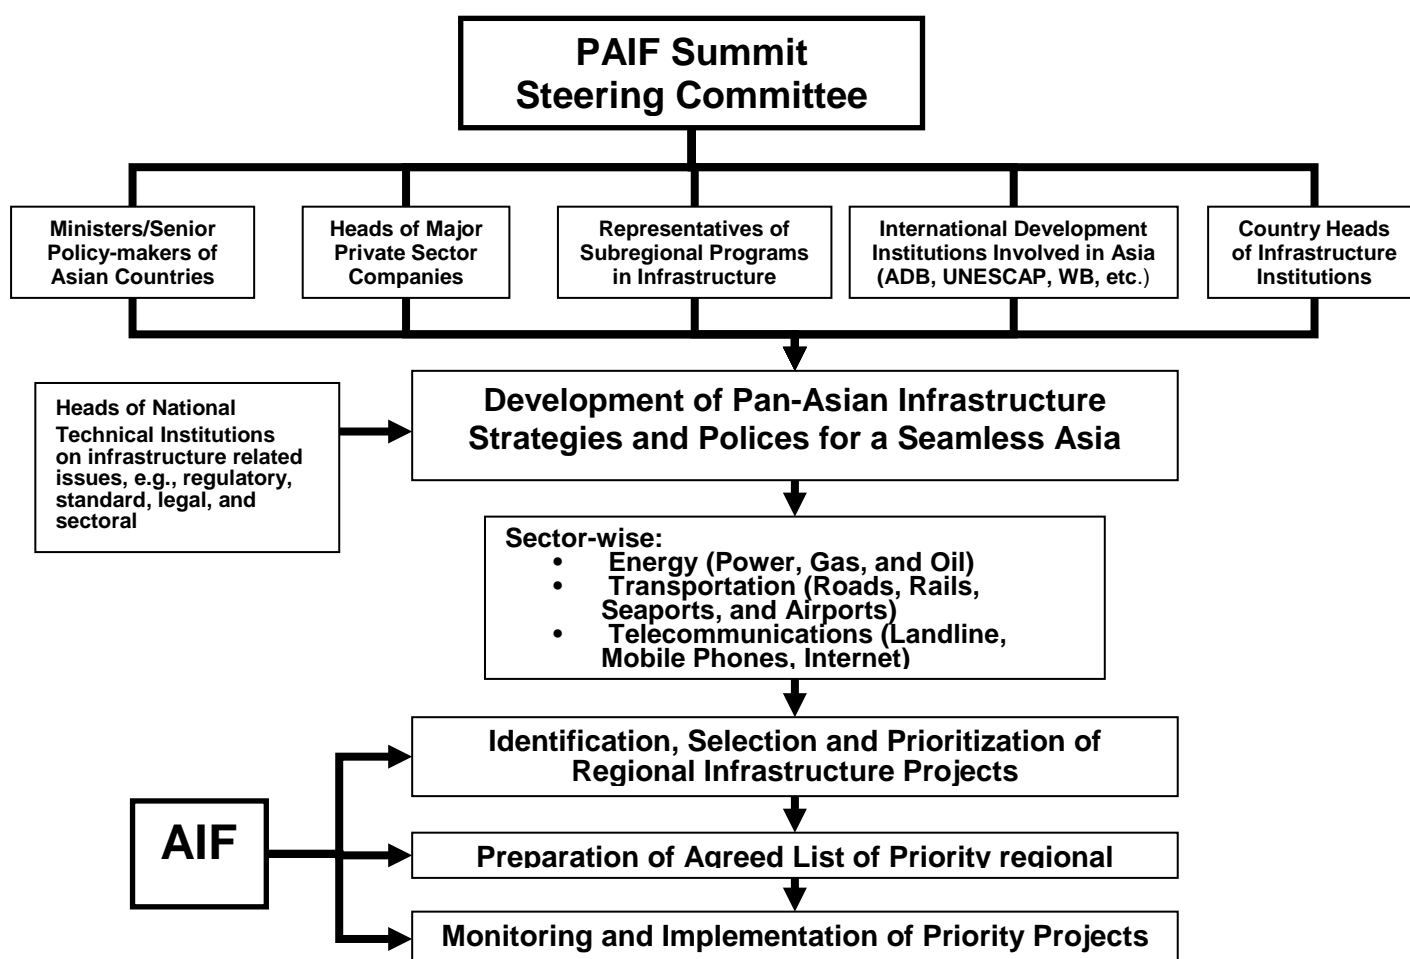 PAIF Summit
Steering Committee
Ministers/Senior
Policy-makers of
Asian Countries
Heads of Major
Private Sector
Companies
Representatives of
Subregional Programs
in Infrastructure
International Development
Institutions Involved in Asia
(ADB, UNESCAP, WB, etc.)
Country Heads
of Infrastructure
Institutions
Heads of National
Technical Institutions
on infrastructure related
issues, e.g., regulatory,
standard, legal, and
sectoral
Development of Pan-Asian Infrastructure
Strategies and Polices for a Seamless Asia
Sector-wise:
• Energy (Power, Gas, and Oil)
• Transportation (Roads, Rails,
Seaports, and Airports)
• Telecommunications (Landline,
Mobile Phones, Internet)
Identification, Selection and Prioritization of
Regional Infrastructure Projects
AIF
Preparation of Agreed List of Priority regional
Monitoring and Implementation of Priority Projects